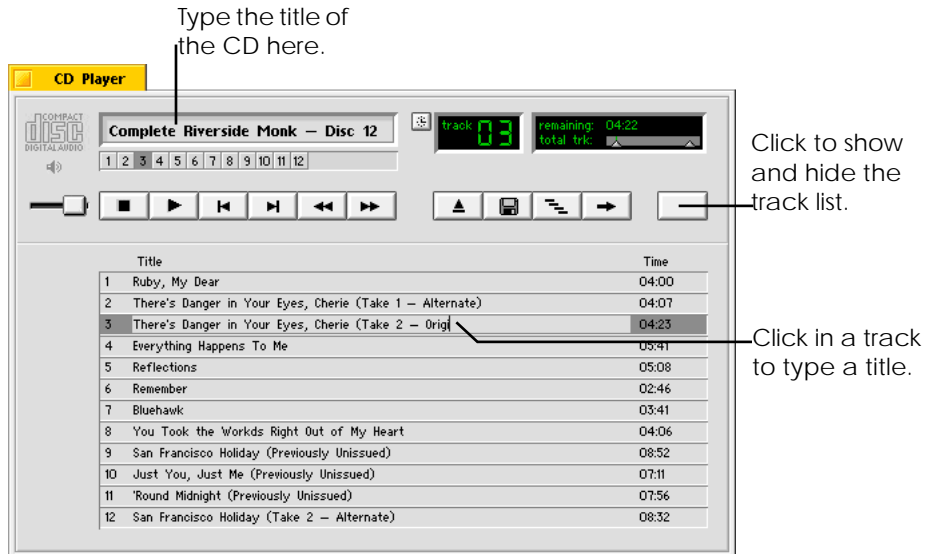 Type the title of
the CD here.
CD Player
COMPACT
disc
DIGITAL AUDIO
Complete Riverside Monk – Disc 12
track 03
remaining: 04:22
total trk:
1 2 3 4 5 6 7 8 9 10 11 12
Click to show
and hide the
track list.
Title Time
1 Ruby, My Dear 04:00
2 There's Danger in Your Eyes, Cherie (Take 1 – Alternate) 04:07
3 There's Danger in Your Eyes, Cherie (Take 2 – Origi 04:23
4 Everything Happens To Me 05:41
5 Reflections 05:08
6 Remember 02:46
7 Bluehawk 03:41
8 You Took the Workds Right Out of My Heart 04:06
9 San Francisco Holiday (Previously Unissued) 08:52
10 Just You, Just Me (Previously Unissued) 07:11
11 'Round Midnight (Previously Unissued) 07:56
12 San Francisco Holiday (Take 2 – Alternate) 08:32
Click in a track
to type a title.